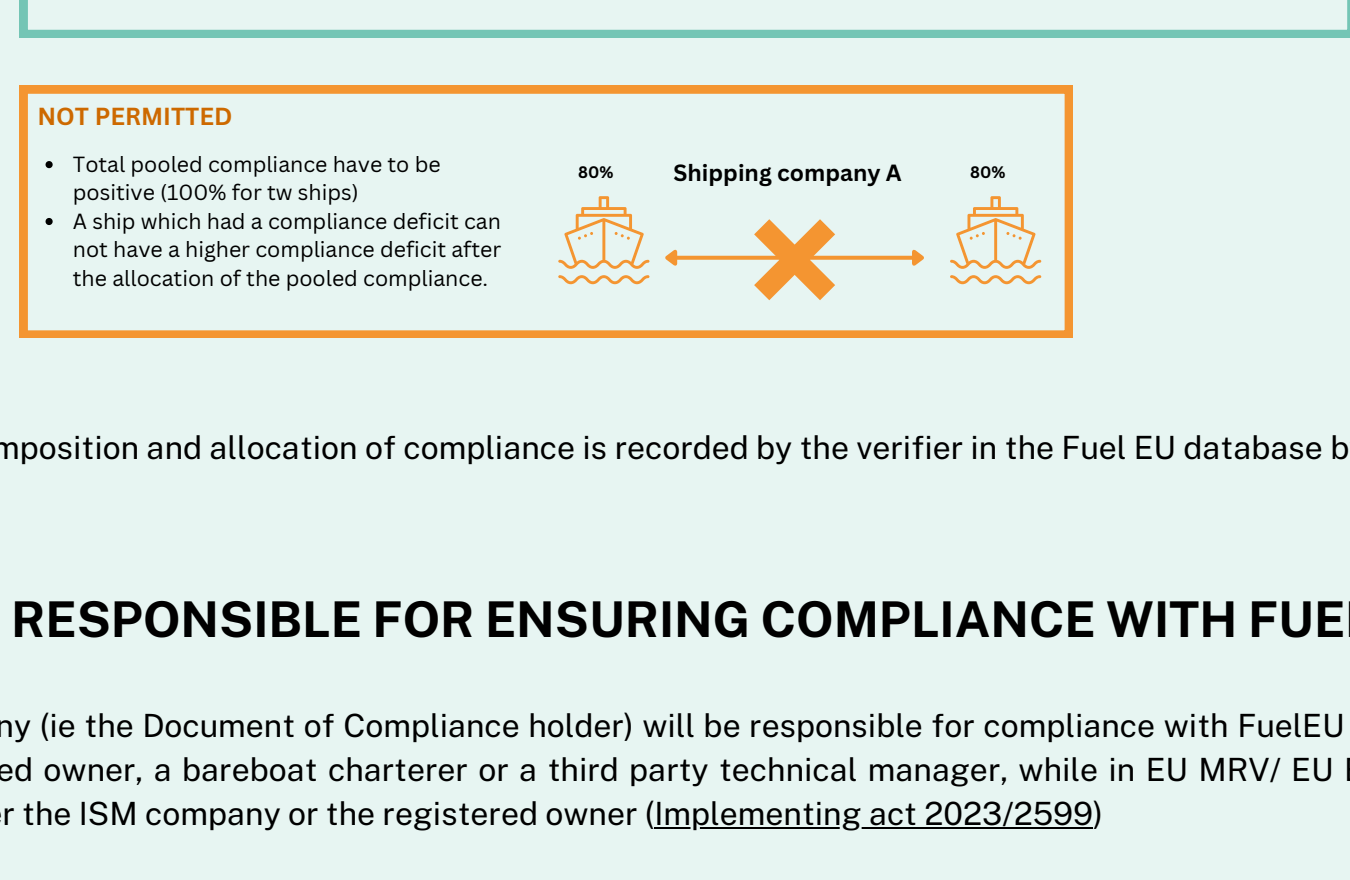 NOT PERMITTED
Total pooled compliance have to be
positive (100% for tw ships)
A ship which had a compliance deficit can
not have a higher compliance deficit after
the allocation of the pooled compliance.
80%
Shipping company A
80%
mposition and allocation of compliance is recorded by the verifier in the Fuel EU database b
RESPONSIBLE FOR ENSURING COMPLIANCE WITH FUE
ny (ie the Document of Compliance holder) will be responsible for compliance with FuelEU
ed owner, a bareboat charterer or a third party technical manager, while in EU MRV/ EU
er the ISM company or the registered owner (Implementing act 2023/2599)